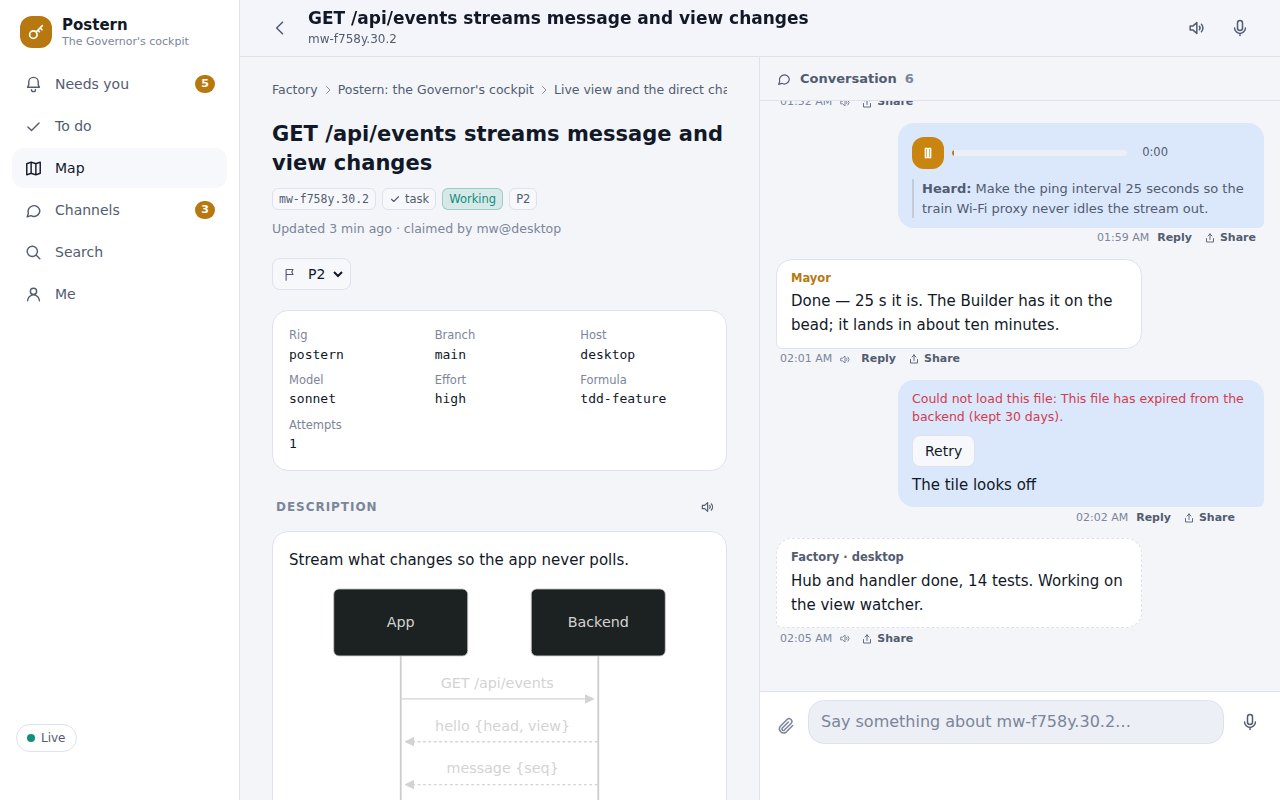 Postern
The Governor's cockpit
Needs you 5
To do
Map
Channels 3
Search
Me
Live
GET /api/events streams message and view changes
mw-f758y.30.2
Factory > Postern: the Governor's cockpit > Live view and the direct cha
GET /api/events streams message and
view changes
mw-f758y.30.2 task Working P2
Updated 3 min ago · claimed by mw@desktop
P2
Rig Branch Host
postern main desktop
Model Effort Formula
sonnet high tdd-feature
Attempts
1
DESCRIPTION
Stream what changes so the app never polls.
App Backend
GET /api/events
hello {head, view}
message {seq}
Conversation 6
01:52 AM Share
0:00
Heard: Make the ping interval 25 seconds so the
train Wi-Fi proxy never idles the stream out.
01:59 AM Reply Share
Mayor
Done — 25 s it is. The Builder has it on the
bead; it lands in about ten minutes.
02:01 AM Reply Share
Could not load this file: This file has expired from the
backend (kept 30 days).
Retry
The tile looks off
02:02 AM Reply Share
Factory · desktop
Hub and handler done, 14 tests. Working on
the view watcher.
02:05 AM Share
Say something about mw-f758y.30.2…